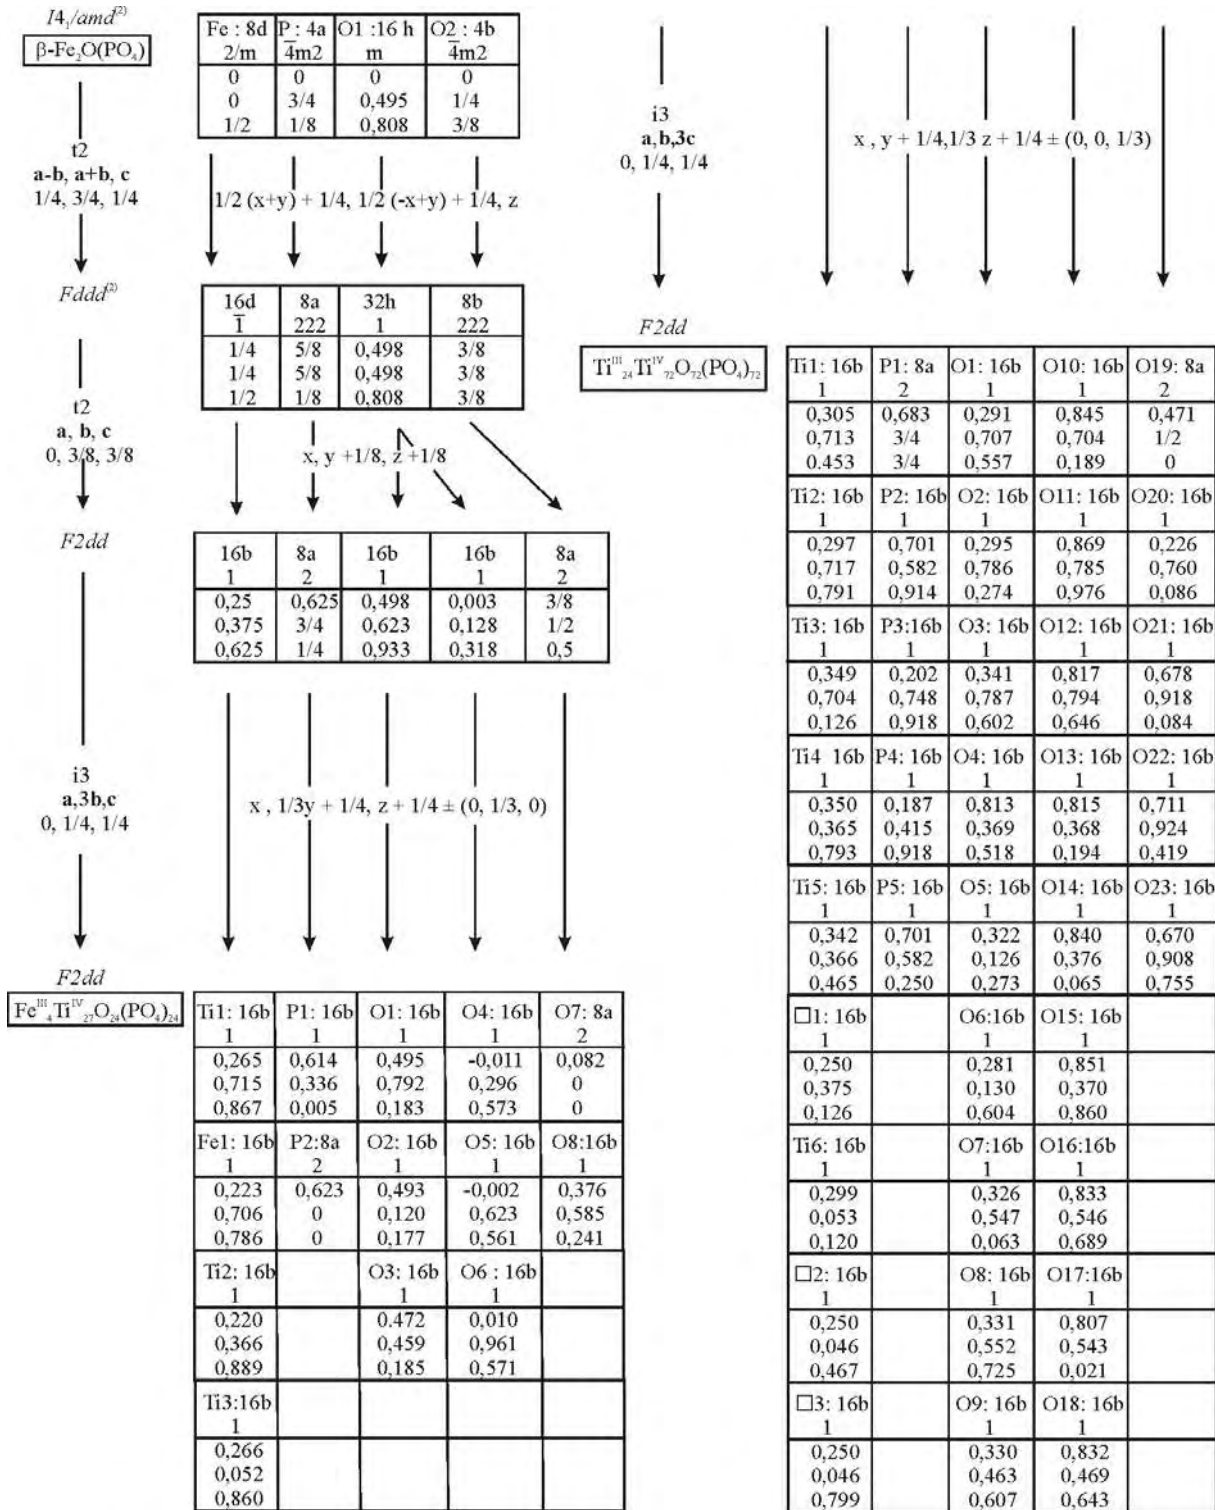 I4₁/amd⁽²⁾
β-Fe₂O(PO₄)
Fe : 8d P : 4a O1 :16 h O2 : 4b
2/m 4̄m2 m 4̄m2
0 0 0 0
0 3/4 0,495 1/4
1/2 1/8 0,808 3/8
t2
a-b, a+b, c
1/4, 3/4, 1/4
1/2 (x+y) + 1/4, 1/2 (-x+y) + 1/4, z
Fddd⁽²⁾
16d 8a 32h 8b
1̄ 222 1 222
1/4 5/8 0,498 3/8
1/4 5/8 0,498 3/8
1/2 1/8 0,808 3/8
t2
a, b, c
0, 3/8, 3/8
x, y +1/8, z +1/8
F2dd
16b 8a 16b 16b 8a
1 2 1 1 2
0,25 0,625 0,498 0,003 3/8
0,375 3/4 0,623 0,128 1/2
0,625 1/4 0,933 0,318 0,5
i3
a,3b,c
0, 1/4, 1/4
x , 1/3y + 1/4, z + 1/4 ± (0, 1/3, 0)
F2dd
Fe^III₄Ti^IV₂₇O₂₄(PO₄)₂₄
Ti1: 16b P1: 16b O1: 16b O4: 16b O7: 8a
1 1 1 1 2
0,265 0,614 0,495 -0,011 0,082
0,715 0,336 0,792 0,296 0
0,867 0,005 0,183 0,573 0
Fe1: 16b P2:8a O2: 16b O5: 16b O8:16b
1 2 1 1 1
0,223 0,623 0,493 -0,002 0,376
0,706 0 0,120 0,623 0,585
0,786 0 0,177 0,561 0,241
Ti2: 16b O3: 16b O6 : 16b
1 1 1
0,220 0.472 0,010
0,366 0,459 0,961
0,889 0,185 0,571
Ti3:16b
1
0,266
0,052
0,860
i3
a,b,3c
0, 1/4, 1/4
x , y + 1/4,1/3 z + 1/4 ± (0, 0, 1/3)
F2dd
Ti^III₂₄Ti^IV₇₂O₇₂(PO₄)₇₂
Ti1: 16b P1: 8a O1: 16b O10: 16b O19: 8a
1 2 1 1 2
0,305 0,683 0,291 0,845 0,471
0,713 3/4 0,707 0,704 1/2
0.453 3/4 0,557 0,189 0
Ti2: 16b P2: 16b O2: 16b O11: 16b O20: 16b
1 1 1 1 1
0,297 0,701 0,295 0,869 0,226
0,717 0,582 0,786 0,785 0,760
0,791 0,914 0,274 0,976 0,086
Ti3: 16b P3:16b O3: 16b O12: 16b O21: 16b
1 1 1 1 1
0,349 0,202 0,341 0,817 0,678
0,704 0,748 0,787 0,794 0,918
0,126 0,918 0,602 0,646 0,084
Ti4 16b P4: 16b O4: 16b O13: 16b O22: 16b
1 1 1 1 1
0,350 0,187 0,813 0,815 0,711
0,365 0,415 0,369 0,368 0,924
0,793 0,918 0,518 0,194 0,419
Ti5: 16b P5: 16b O5: 16b O14: 16b O23: 16b
1 1 1 1 1
0,342 0,701 0,322 0,840 0,670
0,366 0,582 0,126 0,376 0,908
0,465 0,250 0,273 0,065 0,755
□1: 16b O6:16b O15: 16b
1 1 1
0,250 0,281 0,851
0,375 0,130 0,370
0,126 0,604 0,860
Ti6: 16b O7:16b O16:16b
1 1 1
0,299 0,326 0,833
0,053 0,547 0,546
0,120 0,063 0,689
□2: 16b O8: 16b O17:16b
1 1 1
0,250 0,331 0,807
0,046 0,552 0,543
0,467 0,725 0,021
□3: 16b O9: 16b O18: 16b
1 1 1
0,250 0,330 0,832
0,046 0,463 0,469
0,799 0,607 0,643